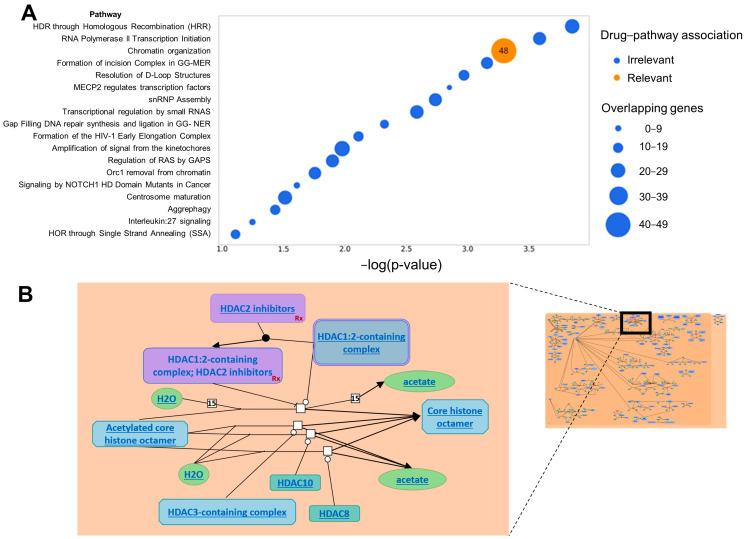 A
Pathway
HDR through Homologous Recombination (HRR)
RNA Polymerase II Transcription Initiation
Chromatin organization
Formation of incision Complex in GG-MER
Resolution of D-Loop Structures
MECP2 regulates transcription factors
snRNP Assembly
Transcriptional regulation by small RNAS
Gap Filling DNA repair synthesis and ligation in GG- NER
Formation of the HIV-1 Early Elongation Complex
Amplification of signal from the kinetochores
Regulation of RAS by GAPS
Orc1 removal from chromatin
Signaling by NOTCH1 HD Domain Mutants in Cancer
Centrosome maturation
Aggrephagy
Interleukin:27 signaling
HOR through Single Strand Annealing (SSA)
48
1.0 1.5 2.0 2.5 3.0 3.5
−log(p-value)
Drug–pathway association
Irrelevant
Relevant
Overlapping genes
0–9
10–19
20–29
30–39
40–49
B
HDAC2 inhibitors
Rx
HDAC1:2-containing
complex
HDAC1:2-containing
complex; HDAC2 inhibitors
Rx
H2O
15
15
acetate
Acetylated core
histone octamer
Core histone
octamer
H2O
HDAC10
acetate
HDAC3-containing complex
HDAC8